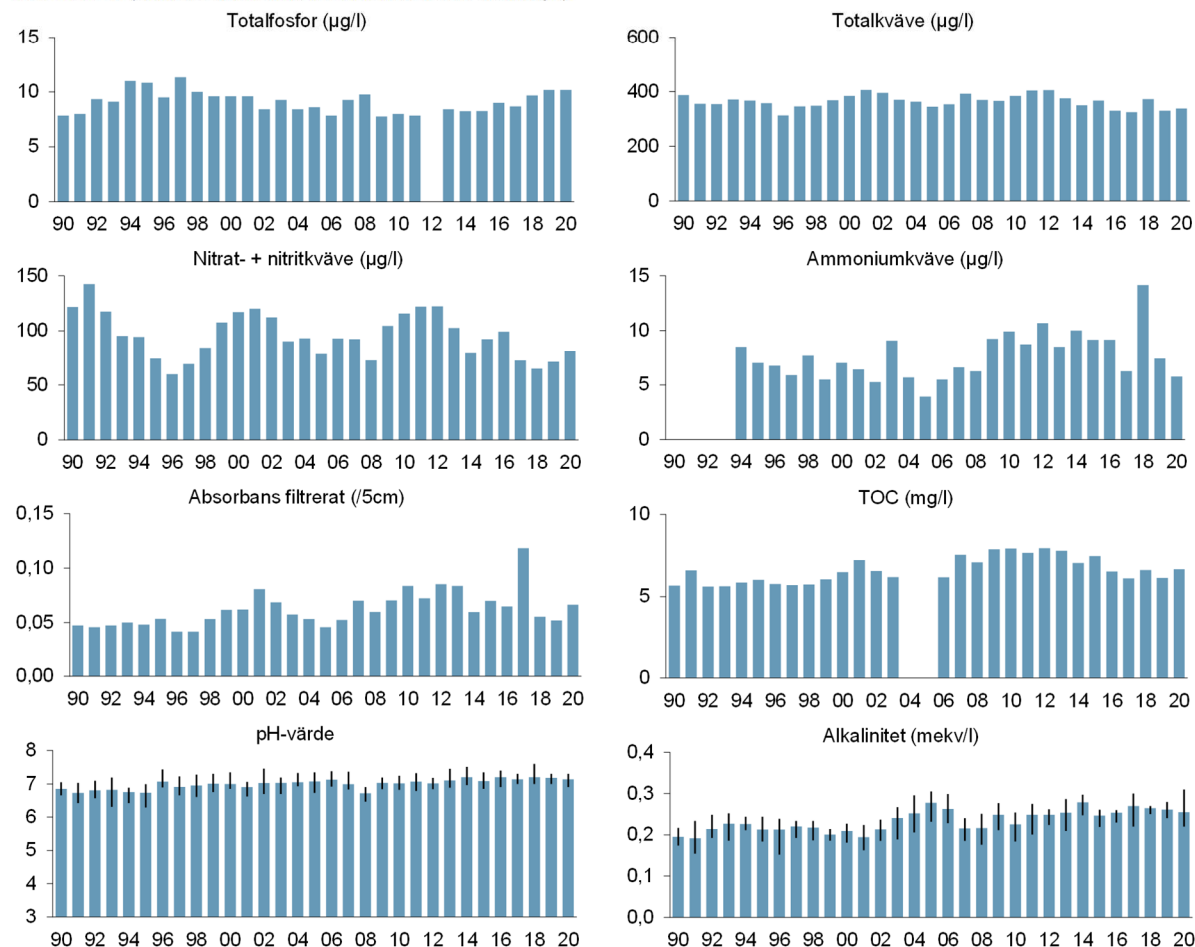 Totalfosfor (µg/l)
15
10
5
0
90 92 94 96 98 00 02 04 06 08 10 12 14 16 18 20
Totalkväve (µg/l)
600
400
200
0
90 92 94 96 98 00 02 04 06 08 10 12 14 16 18 20
Nitrat- + nitritkväve (µg/l)
150
100
50
0
90 92 94 96 98 00 02 04 06 08 10 12 14 16 18 20
Ammoniumkväve (µg/l)
15
10
5
0
90 92 94 96 98 00 02 04 06 08 10 12 14 16 18 20
Absorbans filtrerat (/5cm)
0,15
0,10
0,05
0,00
90 92 94 96 98 00 02 04 06 08 10 12 14 16 18 20
TOC (mg/l)
10
5
0
90 92 94 96 98 00 02 04 06 08 10 12 14 16 18 20
pH-värde
8
7
6
5
4
3
90 92 94 96 98 00 02 04 06 08 10 12 14 16 18 20
Alkalinitet (mekv/l)
0,4
0,3
0,2
0,1
0,0
90 92 94 96 98 00 02 04 06 08 10 12 14 16 18 20